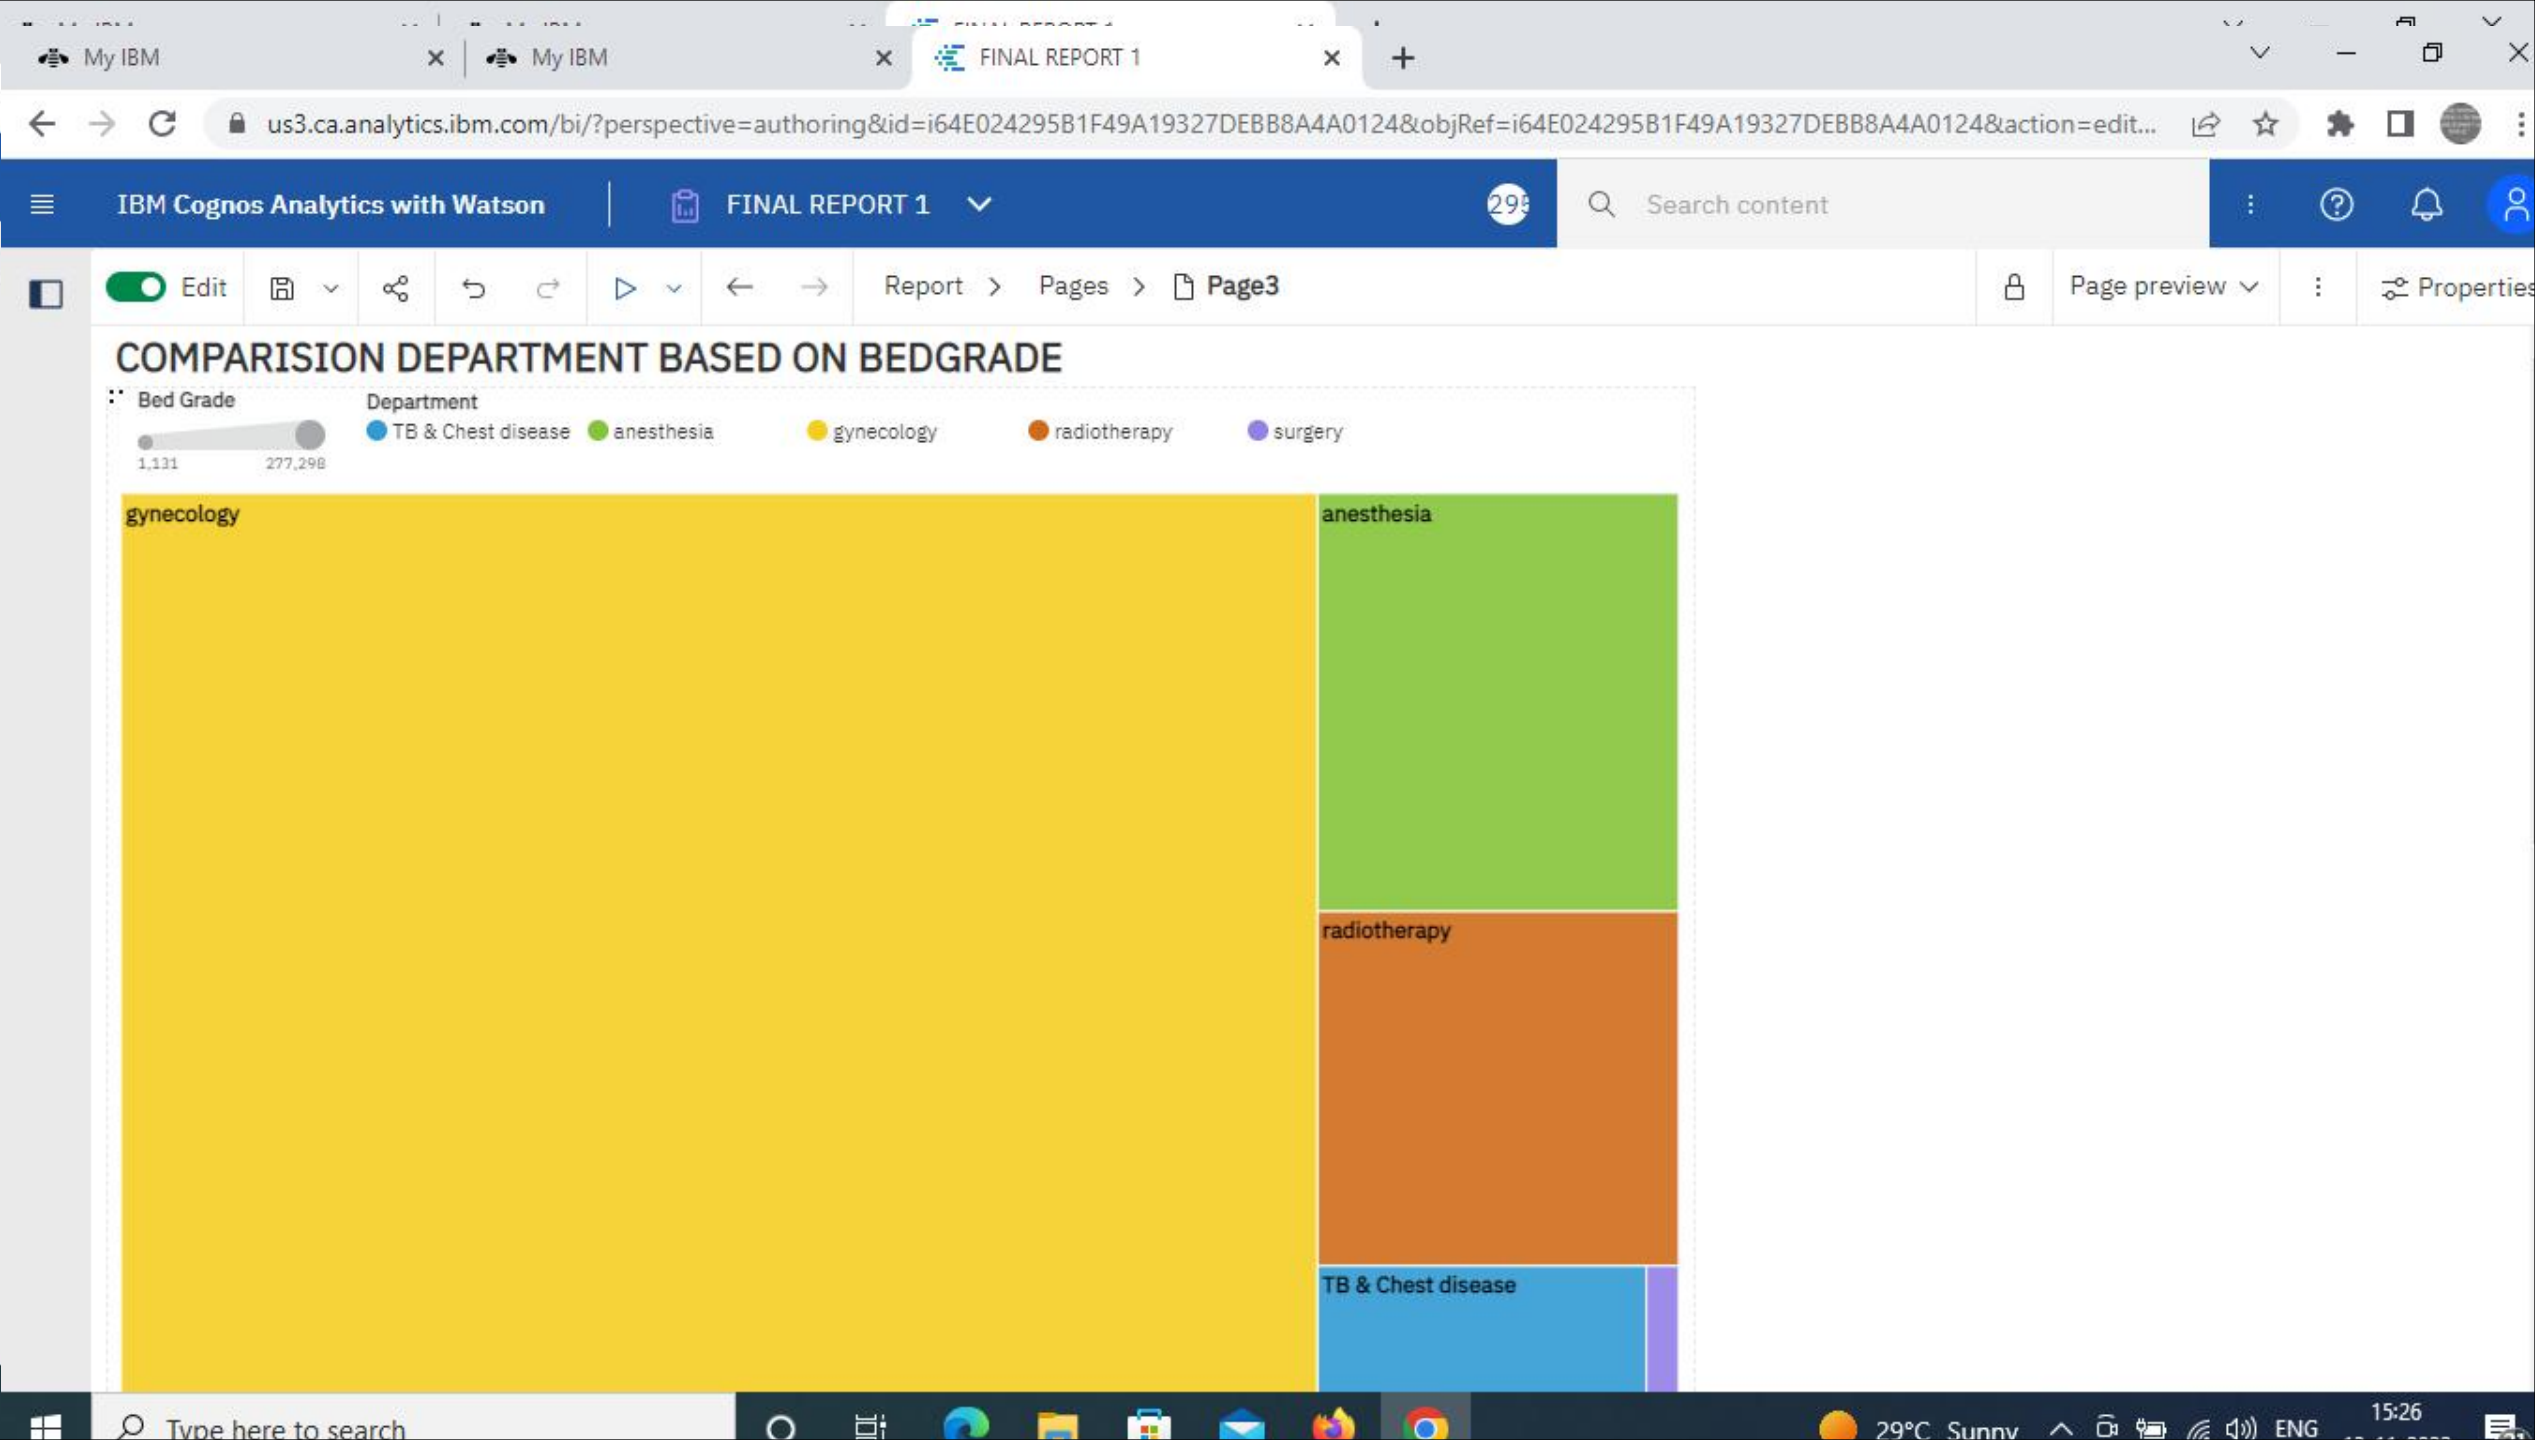 My IBM
My IBM
FINAL REPORT 1
us3.ca.analytics.ibm.com/bi/?perspective=authoring&id=i64E024295B1F49A19327DEBB8A4A0124&objRef=i64E024295B1F49A19327DEBB8A4A0124&action=edit...
IBM Cognos Analytics with Watson
FINAL REPORT 1
Search content
Edit
Report > Pages > Page3
Page preview
Properties
COMPARISION DEPARTMENT BASED ON BEDGRADE
Bed Grade
1,131 277,298
Department
TB & Chest disease anesthesia gynecology radiotherapy surgery
gynecology
anesthesia
radiotherapy
TB & Chest disease
Type here to search
29°C Sunny
ENG
15:26